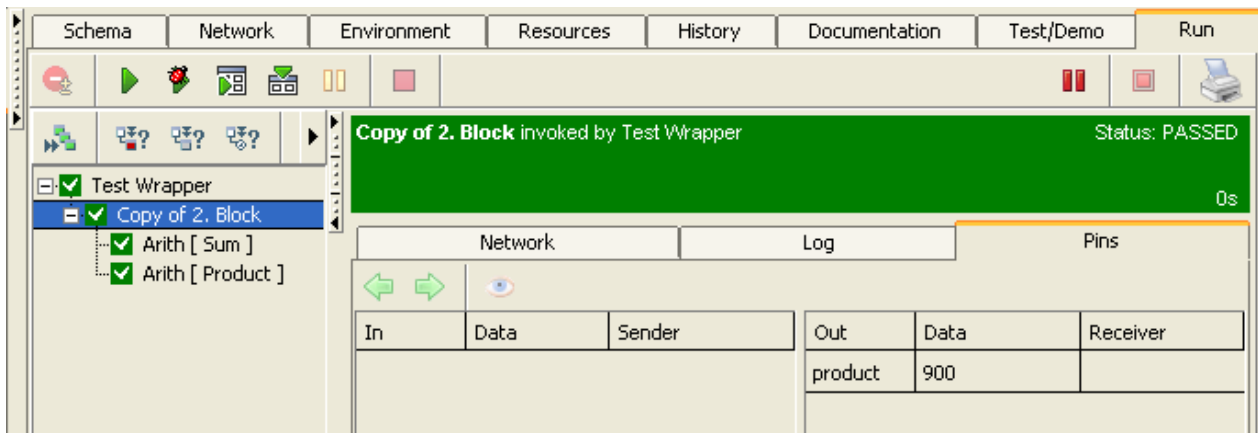 Schema Network Environment Resources History Documentation Test/Demo Run
? ? ?
Copy of 2. Block invoked by Test Wrapper Status: PASSED
0s
Test Wrapper
Copy of 2. Block
Arith [ Sum ]
Arith [ Product ]
Network Log Pins
In Data Sender Out Data Receiver
product 900